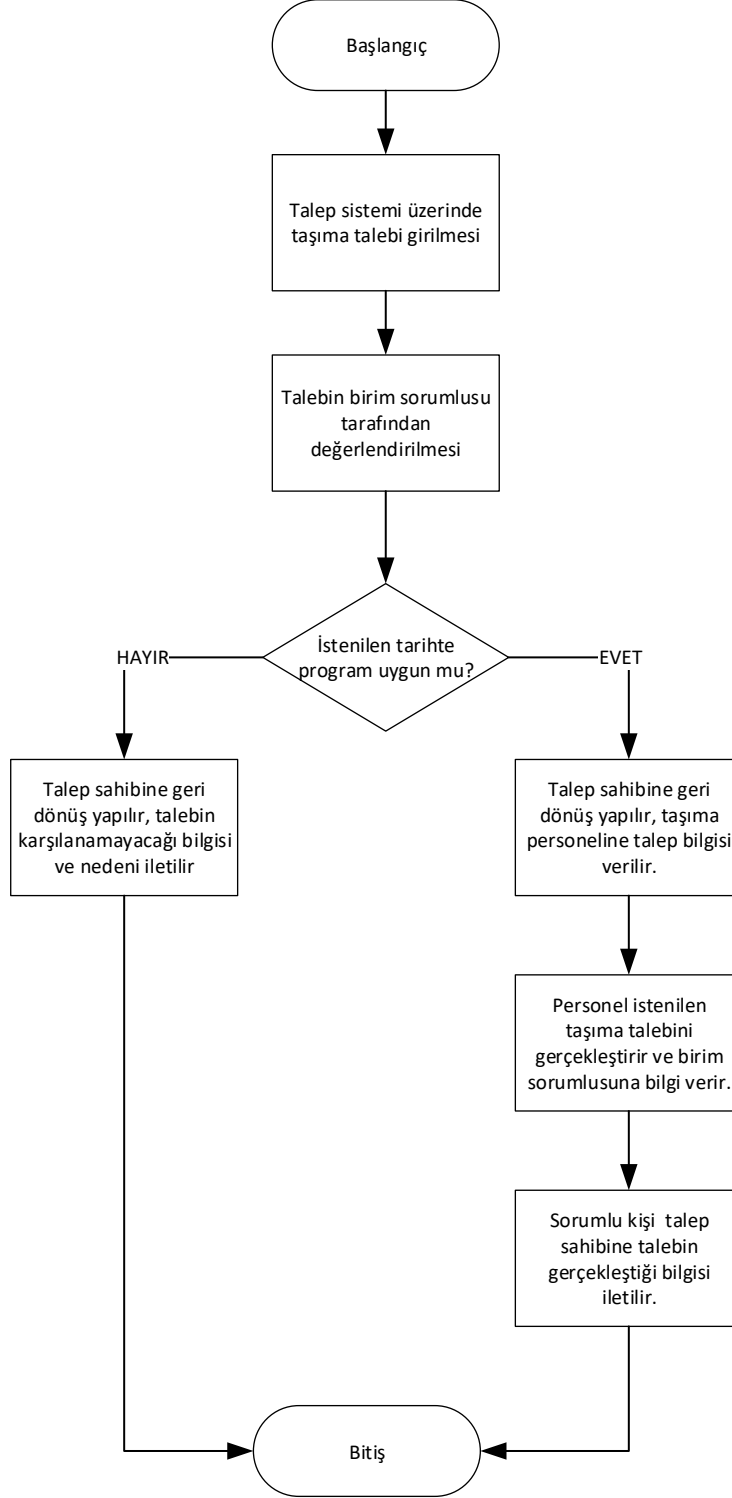 Başlangıç
Talep sistemi üzerinde
taşıma talebi girilmesi
Talebin birim sorumlusu
tarafından
değerlendirilmesi
İstenilen tarihte
program uygun mu?
HAYIR
EVET
Talep sahibine geri
dönüş yapılır, talebin
karşılanamayacağı bilgisi
ve nedeni iletilir
Talep sahibine geri
dönüş yapılır, taşıma
personeline talep bilgisi
verilir.
Personel istenilen
taşıma talebini
gerçekleştirir ve birim
sorumlusuna bilgi verir.
Sorumlu kişi  talep
sahibine talebin
gerçekleştiği bilgisi
iletilir.
Bitiş